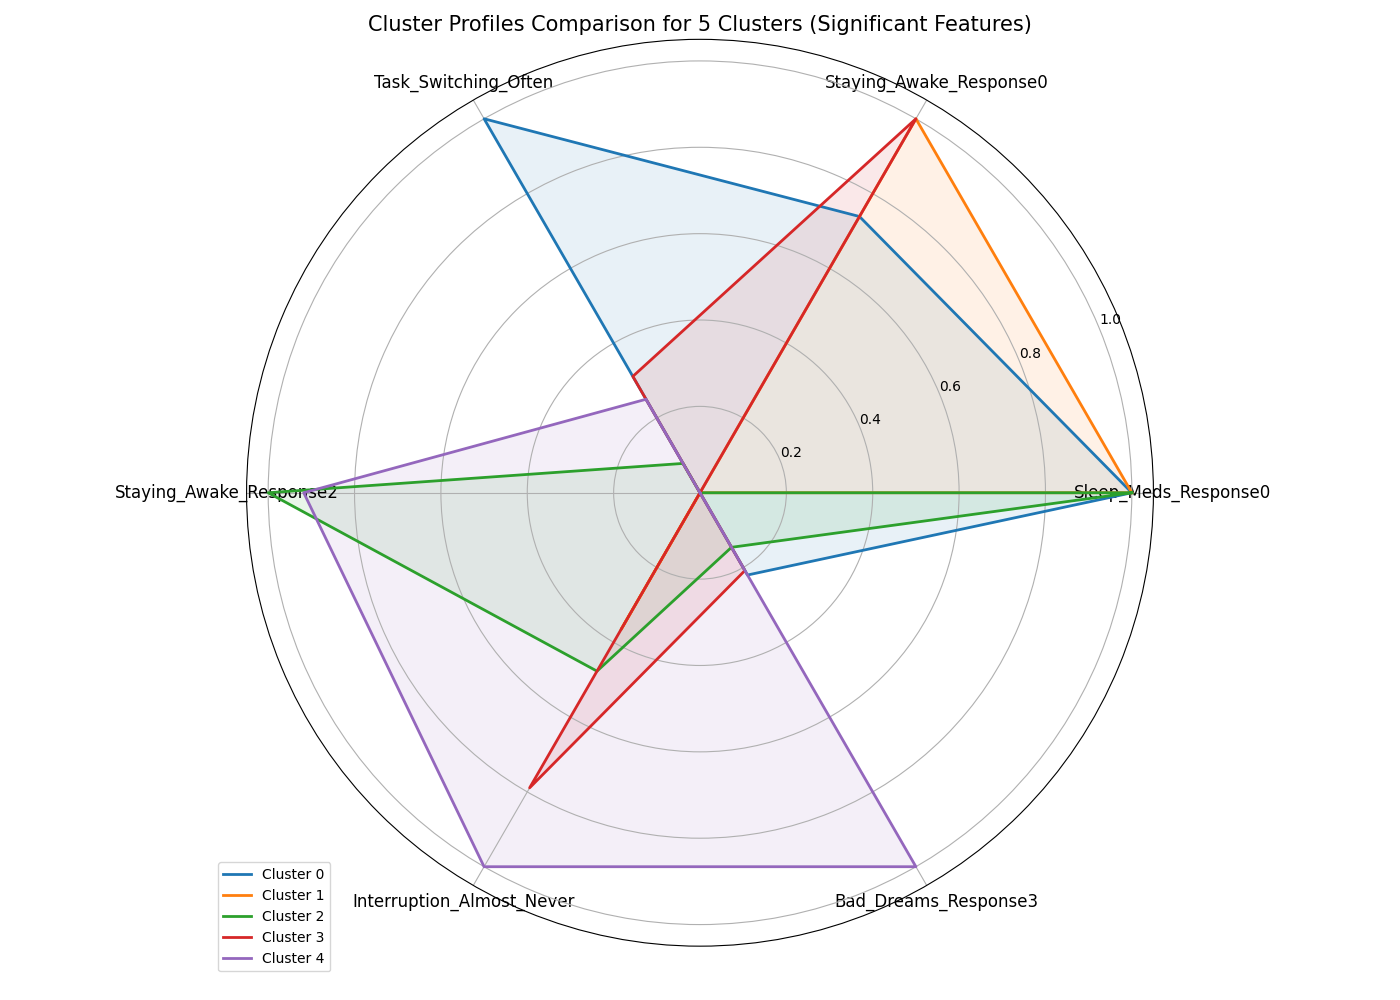 Cluster Profiles Comparison for 5 Clusters (Significant Features)
Task_Switching_Often
Staying_Awake_Response0
1.0
0.8
0.6
0.4
0.2
Staying_Awake_Response2
Sleep_Meds_Response0
Interruption_Almost_Never
Bad_Dreams_Response3
Cluster 0
Cluster 1
Cluster 2
Cluster 3
Cluster 4